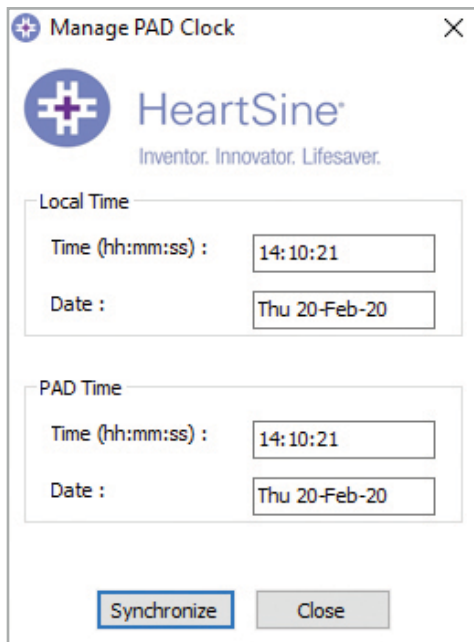 Manage PAD Clock
HeartSine®
Inventor. Innovator. Lifesaver.
Local Time
Time (hh:mm:ss) : 14:10:21
Date : Thu 20-Feb-20
PAD Time
Time (hh:mm:ss) : 14:10:21
Date : Thu 20-Feb-20
Synchronize Close